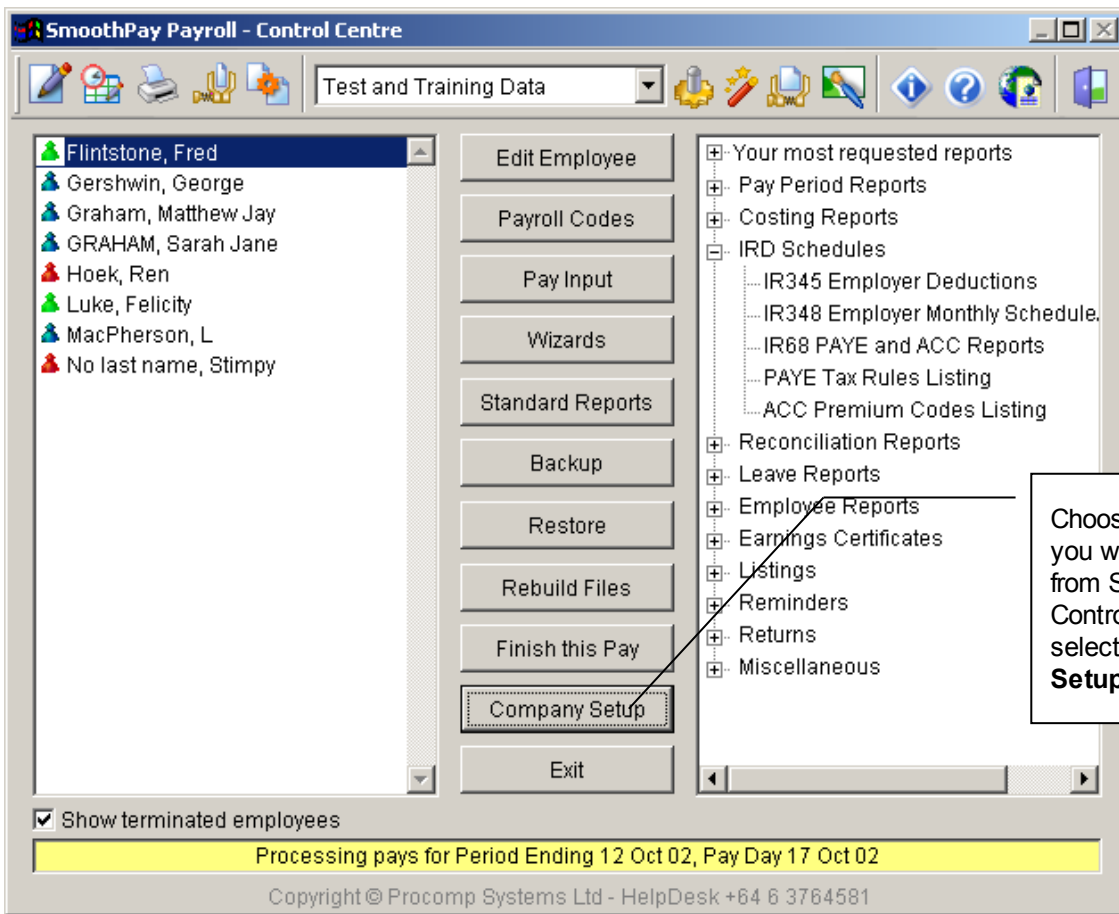 SmoothPay Payroll - Control Centre
Test and Training Data
Flintstone, Fred
Gershwin, George
Graham, Matthew Jay
GRAHAM, Sarah Jane
Hoek, Ren
Luke, Felicity
MacPherson, L
No last name, Stimpy
Edit Employee
Payroll Codes
Pay Input
Wizards
Standard Reports
Backup
Restore
Rebuild Files
Finish this Pay
Company Setup
Exit
Your most requested reports
Pay Period Reports
Costing Reports
IRD Schedules
IR345 Employer Deductions
IR348 Employer Monthly Schedule.
IR68 PAYE and ACC Reports
PAYE Tax Rules Listing
ACC Premium Codes Listing
Reconciliation Reports
Leave Reports
Employee Reports
Earnings Certificates
Listings
Reminders
Returns
Miscellaneous
you
from
select
Setup
Show terminated employees
Processing pays for Period Ending 12 Oct 02, Pay Day 17 Oct 02
Copyright © Procomp Systems Ltd - HelpDesk +64 6 3764581